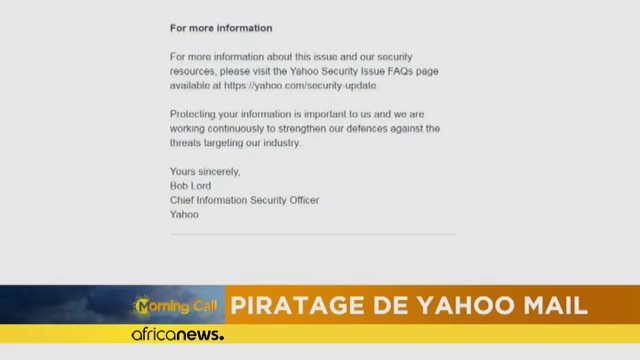 For more information
For more information about this issue and our security
resources, please visit the Yahoo Security Issue FAQs page
available at https://yahoo.com/security-update.
Protecting your information is important to us and we are
working continuously to strengthen our defences against the
threats targeting our industry.
Yours sincerely,
Bob Lord
Chief Information Security Officer
Yahoo
Morning Call
PIRATAGE DE YAHOO MAIL
africanews.